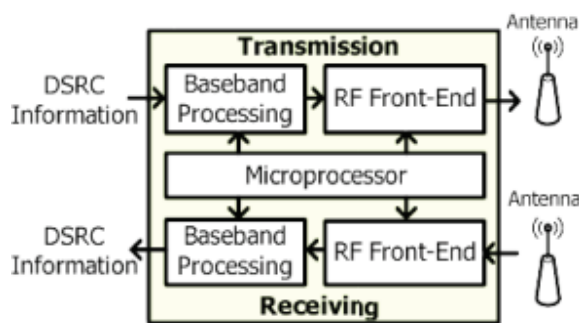 Antenna
Transmission
DSRC
Information
Baseband
Processing
RF Front-End
Microprocessor
Antenna
DSRC
Information
Baseband
Processing
RF Front-End
Receiving